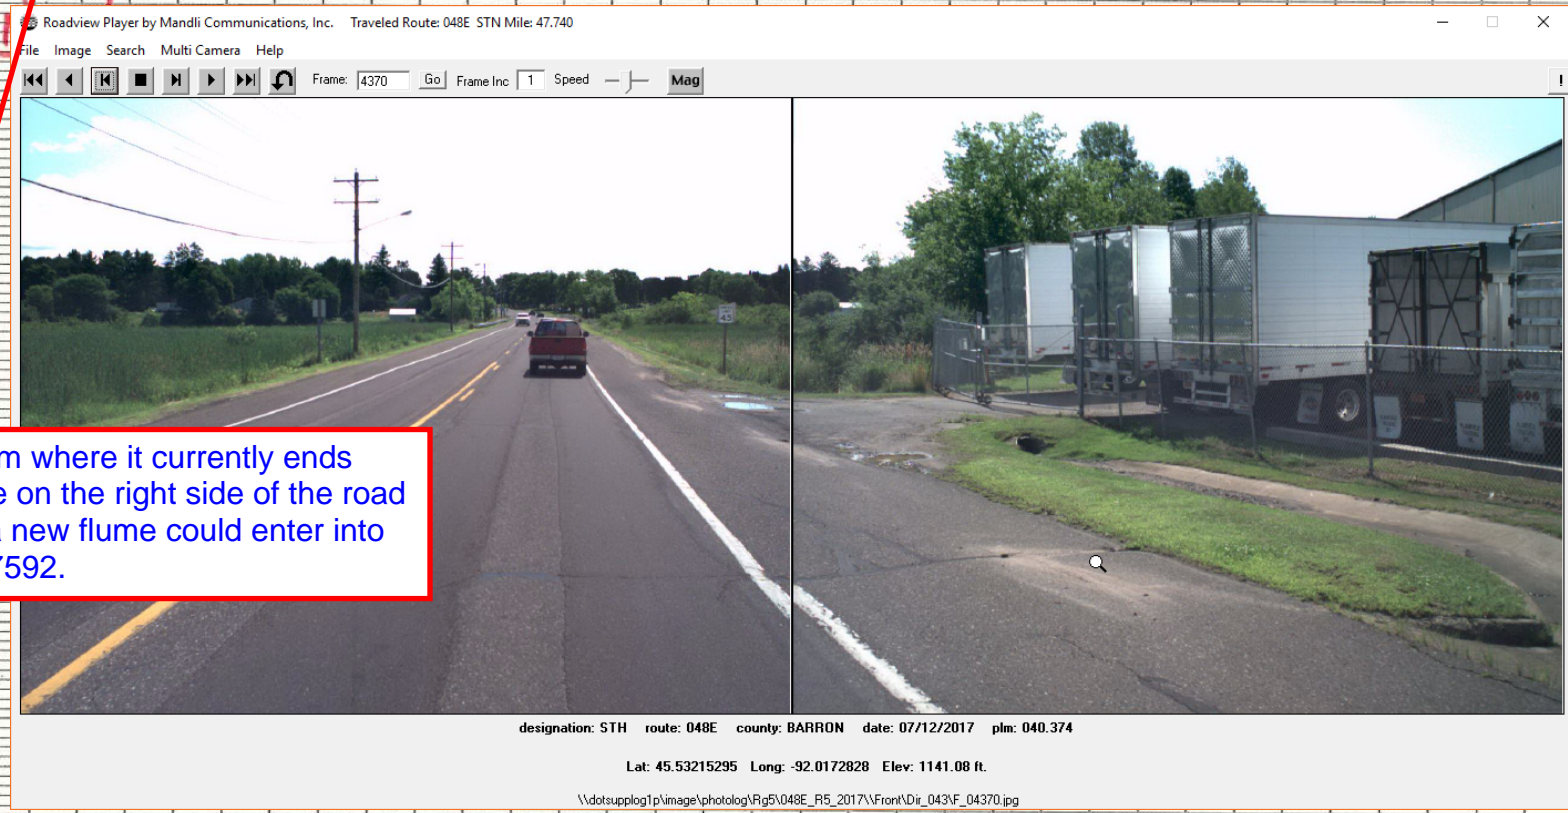 Roadview Player by Mandli Communications, Inc. Traveled Route: 048E STN Mile: 47.740
File Image Search Multi Camera Help
Frame: 4370 Go Frame Inc 1 Speed Mag !
45
m where it currently ends
e on the right side of the road
a new flume could enter into
7592.
designation: STH route: 048E county: BARRON date: 07/12/2017 plm: 040.374
Lat: 45.53215295 Long: -92.0172828 Elev: 1141.08 ft.
\\dotsupplog1p\image\photolog\Rg5\048E_R5_2017\\Front\Dir_043\F_04370.jpg